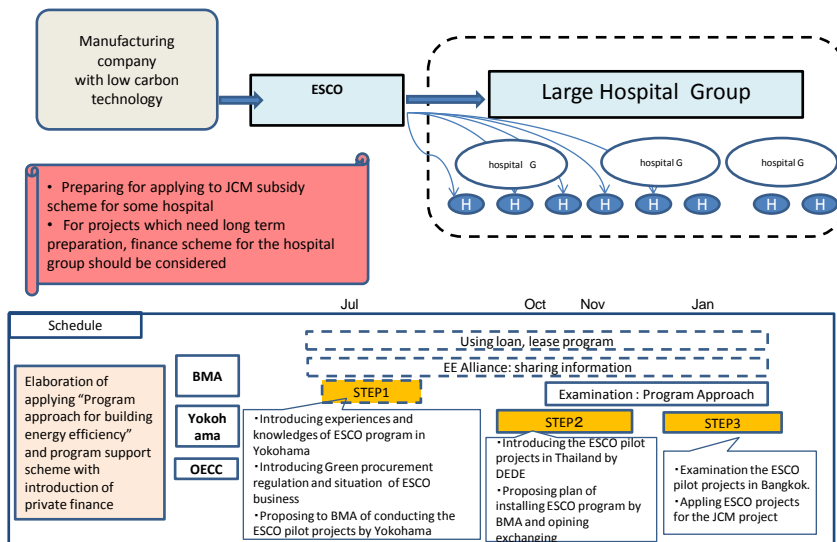 Manufacturing
company
with low carbon
technology
ESCO
Large Hospital Group
hospital G
hospital G
hospital G
H
H
H
H
H
H
H
H
• Preparing for applying to JCM subsidy
scheme for some hospital
• For projects which need long term
preparation, finance scheme for the hospital
group should be considered
Jul
Oct
Nov
Jan
Schedule
Using loan, lease program
EE Alliance: sharing information
Elaboration of
applying “Program
approach for building
energy efficiency”
and program support
scheme with
introduction of
private finance
BMA
Yokoh
ama
OECC
STEP1
Examination : Program Approach
STEP2
STEP3
・Introducing experiences and
knowledges of ESCO program in
Yokohama
・Introducing Green procurement
regulation and situation of ESCO
business
・Proposing to BMA of conducting the
ESCO pilot projects by Yokohama
・Introducing the ESCO pilot
projects in Thailand by
DEDE
・Proposing plan of
installing ESCO program by
BMA and opining
exchanging
・Examination the ESCO
pilot projects in Bangkok.
・Appling ESCO projects
for the JCM project